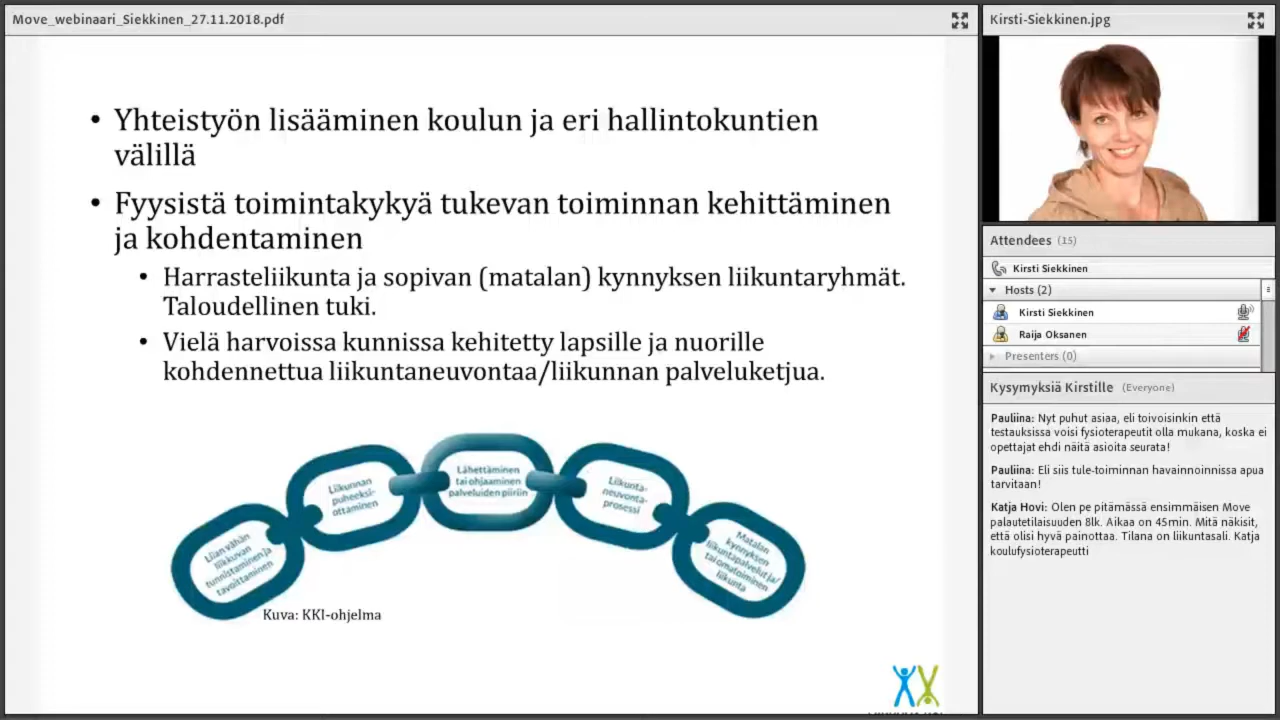 Move_webinaari_Siekkinen_27.11.2018.pdf
• Yhteistyön lisääminen koulun ja eri hallintokuntien
välillä
• Fyysistä toimintakykyä tukevan toiminnan kehittäminen
ja kohdentaminen
• Harrasteliikunta ja sopivan (matalan) kynnyksen liikuntaryhmät.
Taloudellinen tuki.
• Vielä harvoissa kunnissa kehitetty lapsille ja nuorille
kohdennettua liikuntaneuvontaa/liikunnan palveluketjua.
Liian vähän
liikkuvan
tunnistaminen ja
tavoittaminen
Liikunnan
puheeksi-
ottaminen
Lähettäminen
tai ohjaaminen
palveluiden piiriin
Liikunta-
neuvonta-
prosessi
Matalan
kynnyksen
liikuntapalvelut ja/
tai omatoiminen
liikunta
Kuva: KKI-ohjelma
Kirsti-Siekkinen.jpg
Attendees (15)
Kirsti Siekkinen
Hosts (2)
Kirsti Siekkinen
Raija Oksanen
Presenters (0)
Kysymyksiä Kirstille (Everyone)
Pauliina: Nyt puhut asiaa, eli toivoisinkin että
testauksissa voisi fysioterapeutit olla mukana, koska ei
opettajat ehdi näitä asioita seurata!
Pauliina: Eli siis tule-toiminnan havainnoinnissa apua
tarvitaan!
Katja Hovi: Olen pe pitämässä ensimmäisen Move
palautetilaisuuden 8lk. Aikaa on 45min. Mitä näkisit,
että olisi hyvä painottaa. Tilana on liikuntasali. Katja
koulufysioterapeutti